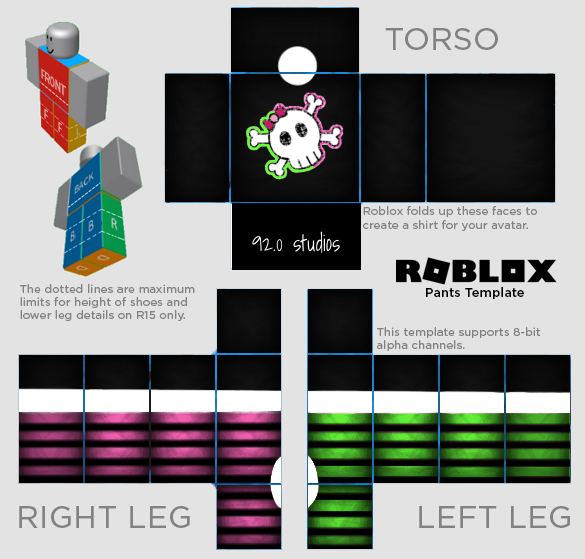 TORSO
FRONT
F
F
L
BACK
B
B
R
Roblox folds up these faces to
create a shirt for your avatar.
92.0 studios
ROBLOX
Pants Template
The dotted lines are maximum
limits for height of shoes and
lower leg details on R15 only.
This template supports 8-bit
alpha channels.
RIGHT LEG
LEFT LEG